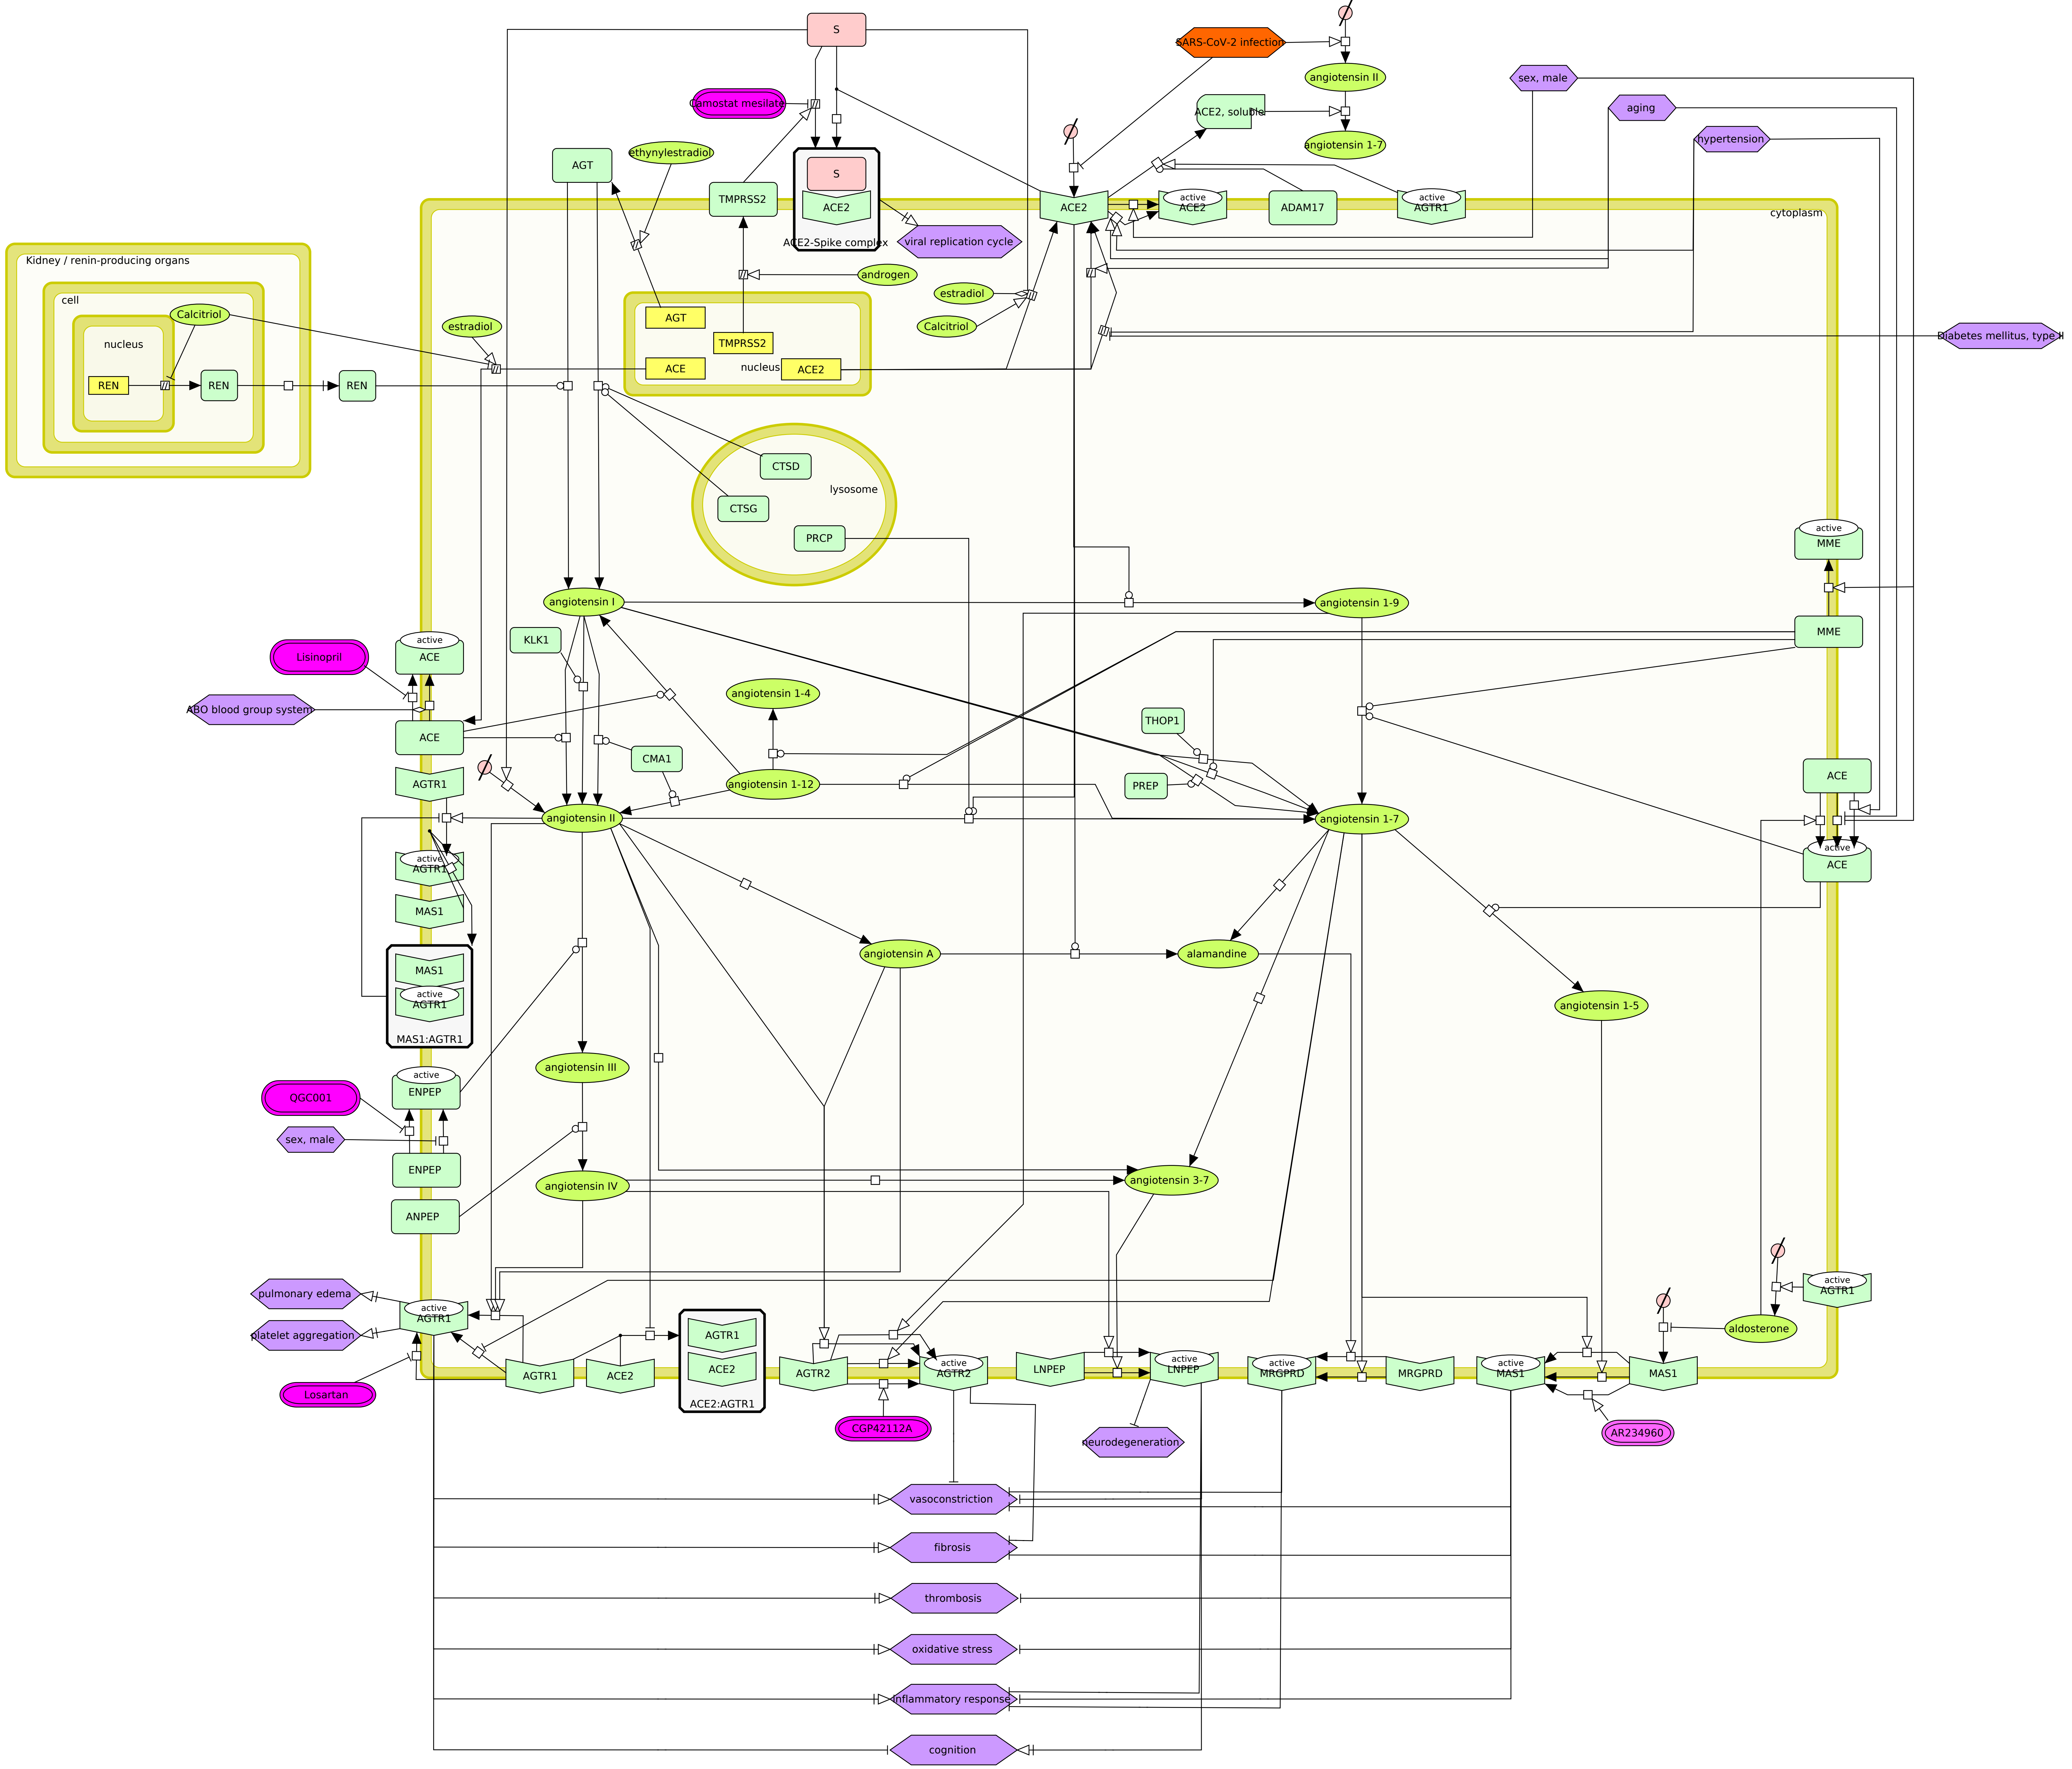 S
SARS-CoV-2 infection
angiotensin II
sex, male
Camostat mesilate
ACE2, soluble
aging
hypertension
angiotensin 1-7
AGT
ethynylestradiol
S
TMPRSS2
ACE2
ACE2
active
ACE2
ADAM17
active
AGTR1
cytoplasm
ACE2-Spike complex
viral replication cycle
Kidney / renin-producing organs
androgen
cell
Calcitriol
estradiol
AGT
estradiol
Calcitriol
Diabetes mellitus, type II
nucleus
TMPRSS2
ACE
nucleus
ACE2
REN
REN
REN
CTSD
lysosome
CTSG
PRCP
active
MME
angiotensin I
angiotensin 1-9
MME
KLK1
active
ACE
Lisinopril
angiotensin 1-4
ABO blood group system
THOP1
ACE
CMA1
ACE
AGTR1
angiotensin 1-12
PREP
angiotensin II
angiotensin 1-7
active
AGTR1
active
ACE
MAS1
angiotensin A
alamandine
MAS1
active
AGTR1
angiotensin 1-5
MAS1:AGTR1
angiotensin III
active
ENPEP
QGC001
sex, male
ENPEP
angiotensin IV
angiotensin 3-7
ANPEP
pulmonary edema
active
AGTR1
active
AGTR1
platelet aggregation
aldosterone
AGTR1
ACE2
AGTR1
ACE2
ACE2:AGTR1
AGTR2
active
AGTR2
LNPEP
active
LNPEP
active
MRGPRD
MRGPRD
active
MAS1
MAS1
Losartan
CGP42112A
neurodegeneration
AR234960
vasoconstriction
fibrosis
thrombosis
oxidative stress
inflammatory response
cognition